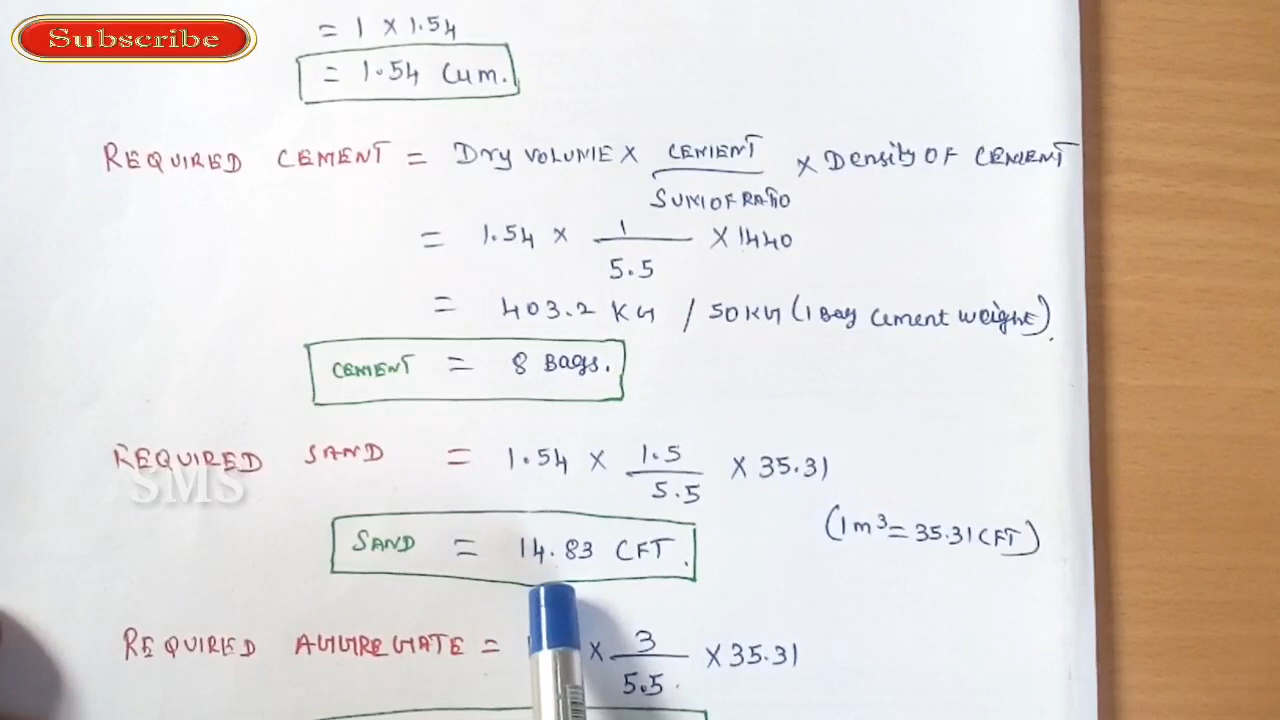 Subscribe
= 1 × 1.54
= 1.54 Cum.
REQUIRED CEMENT = Dry VOLUME × CEMENT / SUM OF RATIO × Density OF CEMENT
= 1.54 × 1 / 5.5 × 1440
= 403.2 KG / 50KG (1 Bag cement weight).
CEMENT = 8 Bags.
REQUIRED SAND = 1.54 × 1.5 / 5.5 × 35.31
SMS
(1m³ = 35.31 CFT)
SAND = 14.83 CFT.
REQUIRED AGGREGATE = × 3 / 5.5 × 35.31